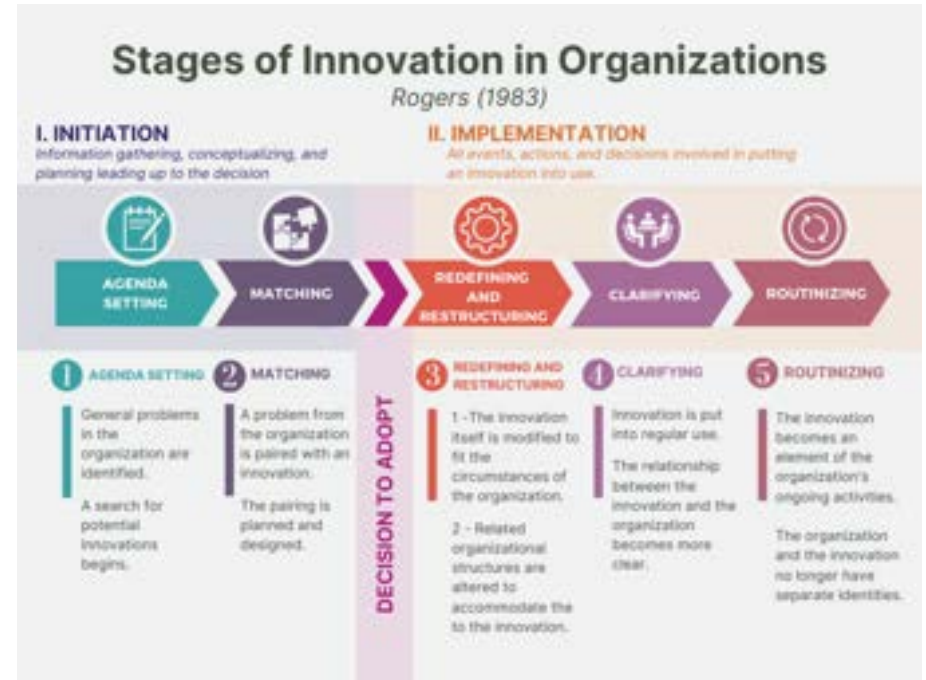 Stages of Innovation in Organizations
Rogers (1983)
I. INITIATION
Information gathering, conceptualizing, and
planning leading up to the decision
II. IMPLEMENTATION
All events, actions, and decisions involved in putting
an innovation into use.
AGENDA
SETTING
MATCHING
REDEFINING
AND
RESTRUCTURING
CLARIFYING
ROUTINIZING
1 AGENDA SETTING
General problems
in the
organization are
identified.
A search for
potential
innovations
begins.
2 MATCHING
A problem from
the organization
is paired with an
innovation.
The pairing is
planned and
designed.
DECISION TO ADOPT
3 REDEFINING AND
RESTRUCTURING
1 - The innovation
itself is modified to
fit the
circumstances of
the organization.
2 - Related
organizational
structures are
altered to
accommodate the
to the innovation.
4 CLARIFYING
Innovation is put
into regular use.
The relationship
between the
innovation and the
organization
becomes more
clear.
5 ROUTINIZING
The innovation
becomes an
element of the
organization's
ongoing activities.
The organization
and the innovation
no longer have
separate identities.